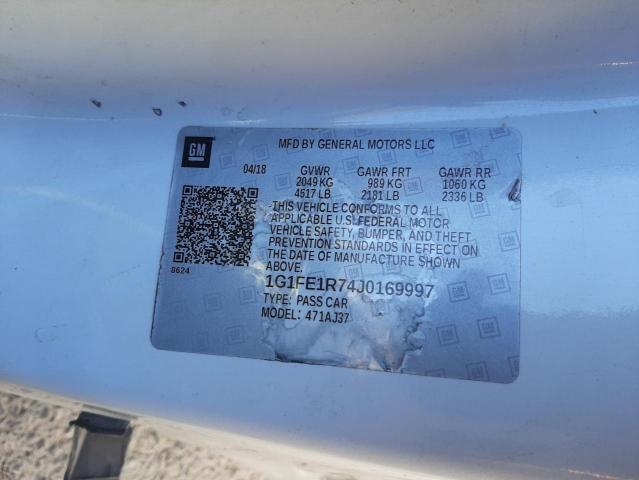 GM
MFD BY GENERAL MOTORS LLC
04/18 GVWR GAWR FRT GAWR RR
2049 KG 989 KG 1060 KG
4517 LB 2181 LB 2336 LB
THIS VEHICLE CONFORMS TO ALL
APPLICABLE U.S. FEDERAL MOTOR
VEHICLE SAFETY, BUMPER, AND THEFT
PREVENTION STANDARDS IN EFFECT ON
THE DATE OF MANUFACTURE SHOWN
ABOVE.
8624
1G1FE1R74J0169997
TYPE: PASS CAR
MODEL: 471AJ37